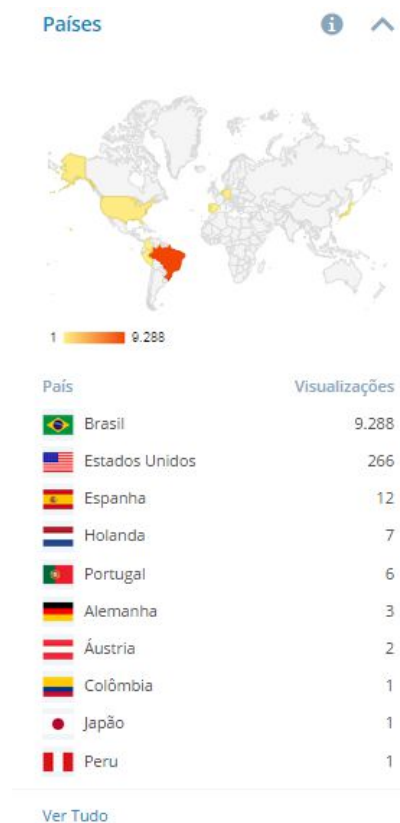 Países
1 9.288
País Visualizações
Brasil 9.288
Estados Unidos 266
Espanha 12
Holanda 7
Portugal 6
Alemanha 3
Áustria 2
Colômbia 1
Japão 1
Peru 1
Ver Tudo